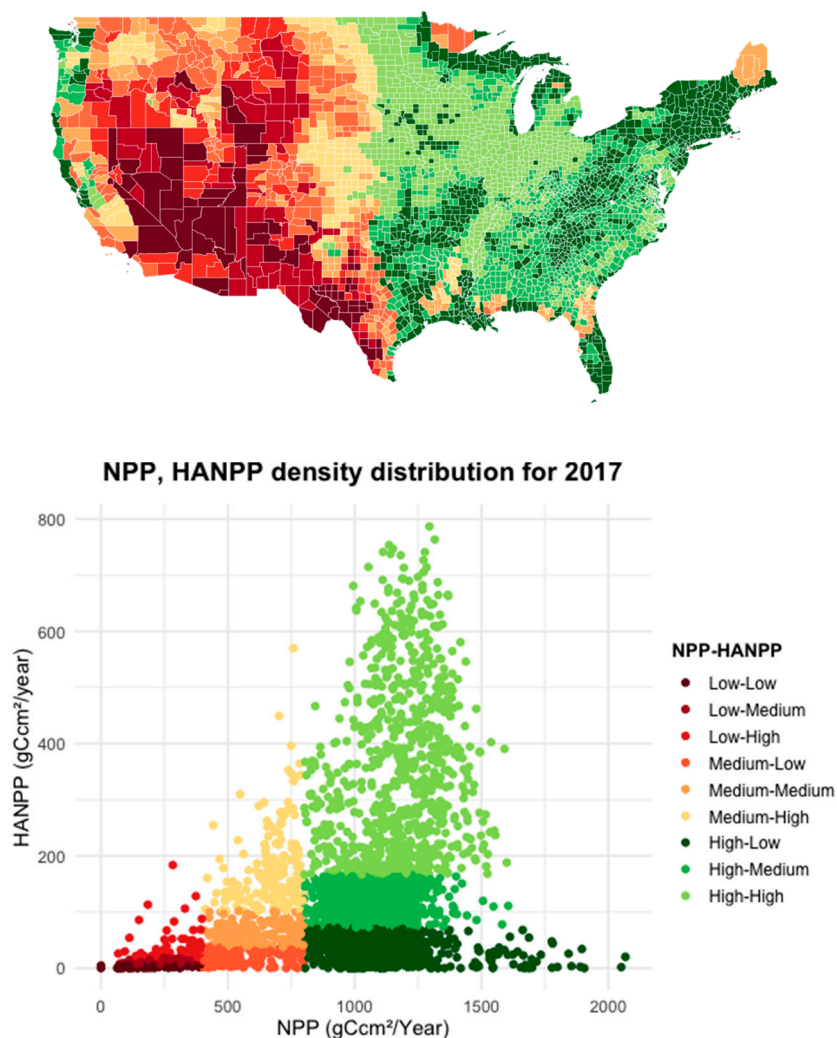 NPP, HANPP density distribution for 2017
800
600
400
200
0
HANPP (gCcm²/year)
0
500
1000
1500
2000
NPP (gCcm²/Year)
NPP-HANPP
Low-Low
Low-Medium
Low-High
Medium-Low
Medium-Medium
Medium-High
High-Low
High-Medium
High-High